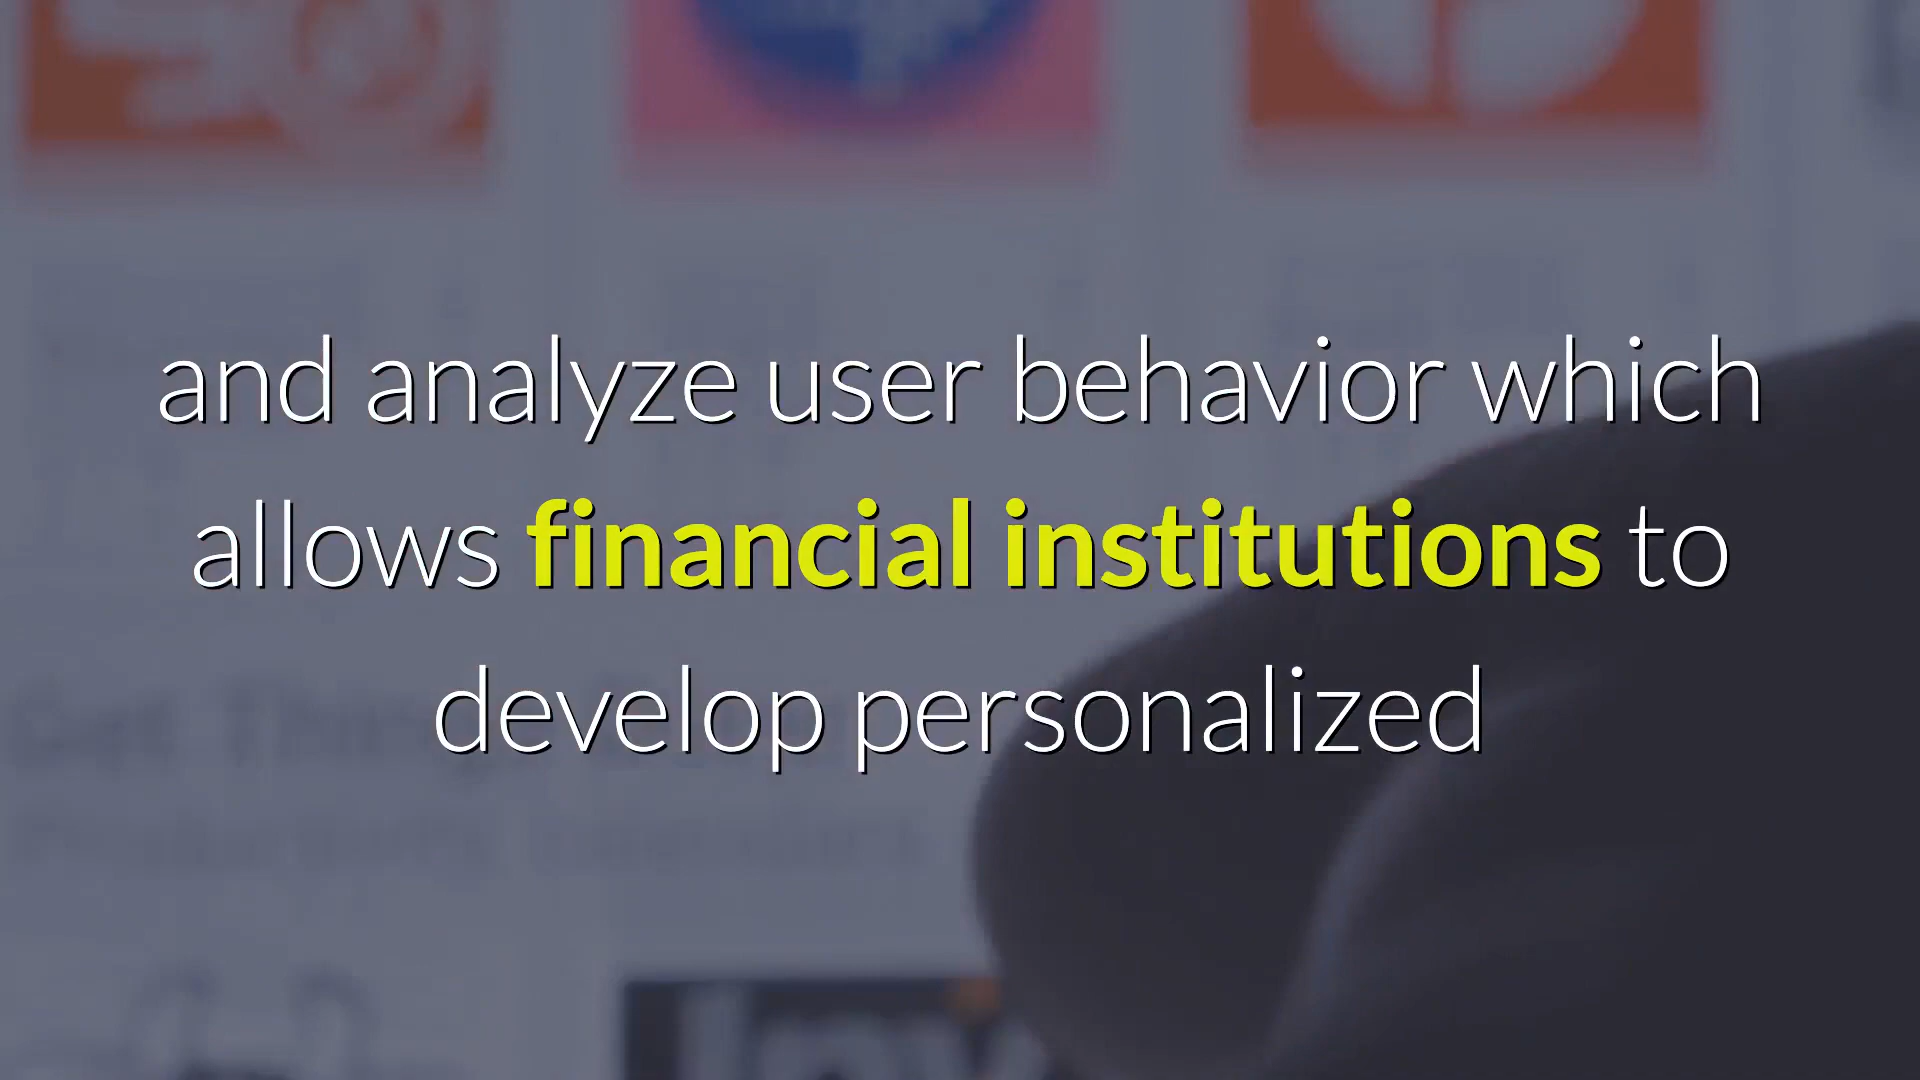 and analyze user behavior which
allows financial institutions to
develop personalized